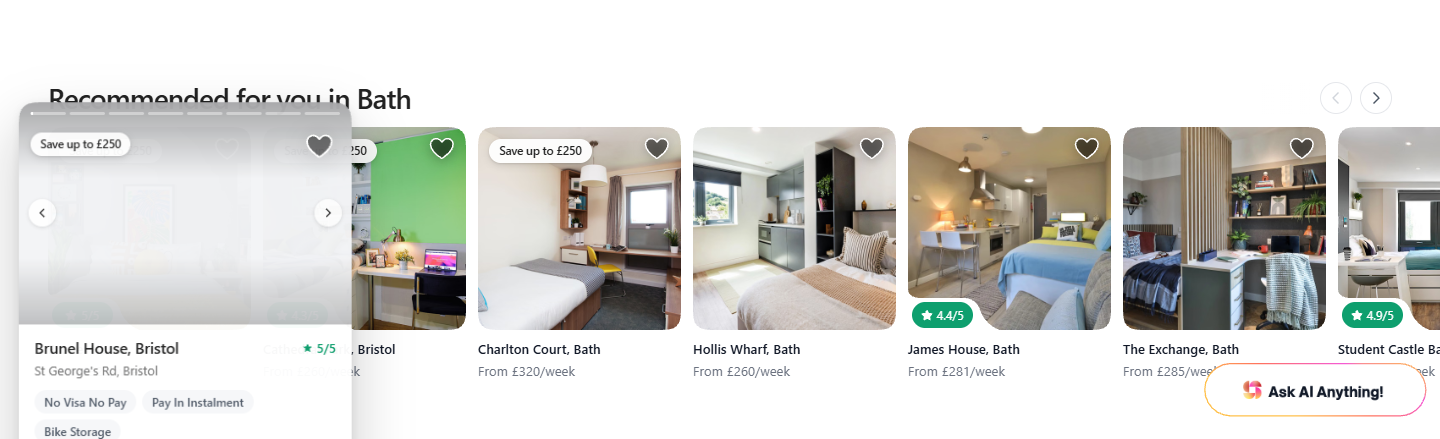 Recommended for you in Bath
Save up to £250
250
Save up to £250
4.4/5
4.9/5
Brunel House, Bristol
5/5
St George's Rd, Bristol
No Visa No Pay
Pay In Instalment
Bike Storage
, Bristol
Charlton Court, Bath
From £320/week
Hollis Wharf, Bath
From £260/week
James House, Bath
From £281/week
The Exchange, Bath
From £285/week
Student Castle Ba
Ask AI Anything!